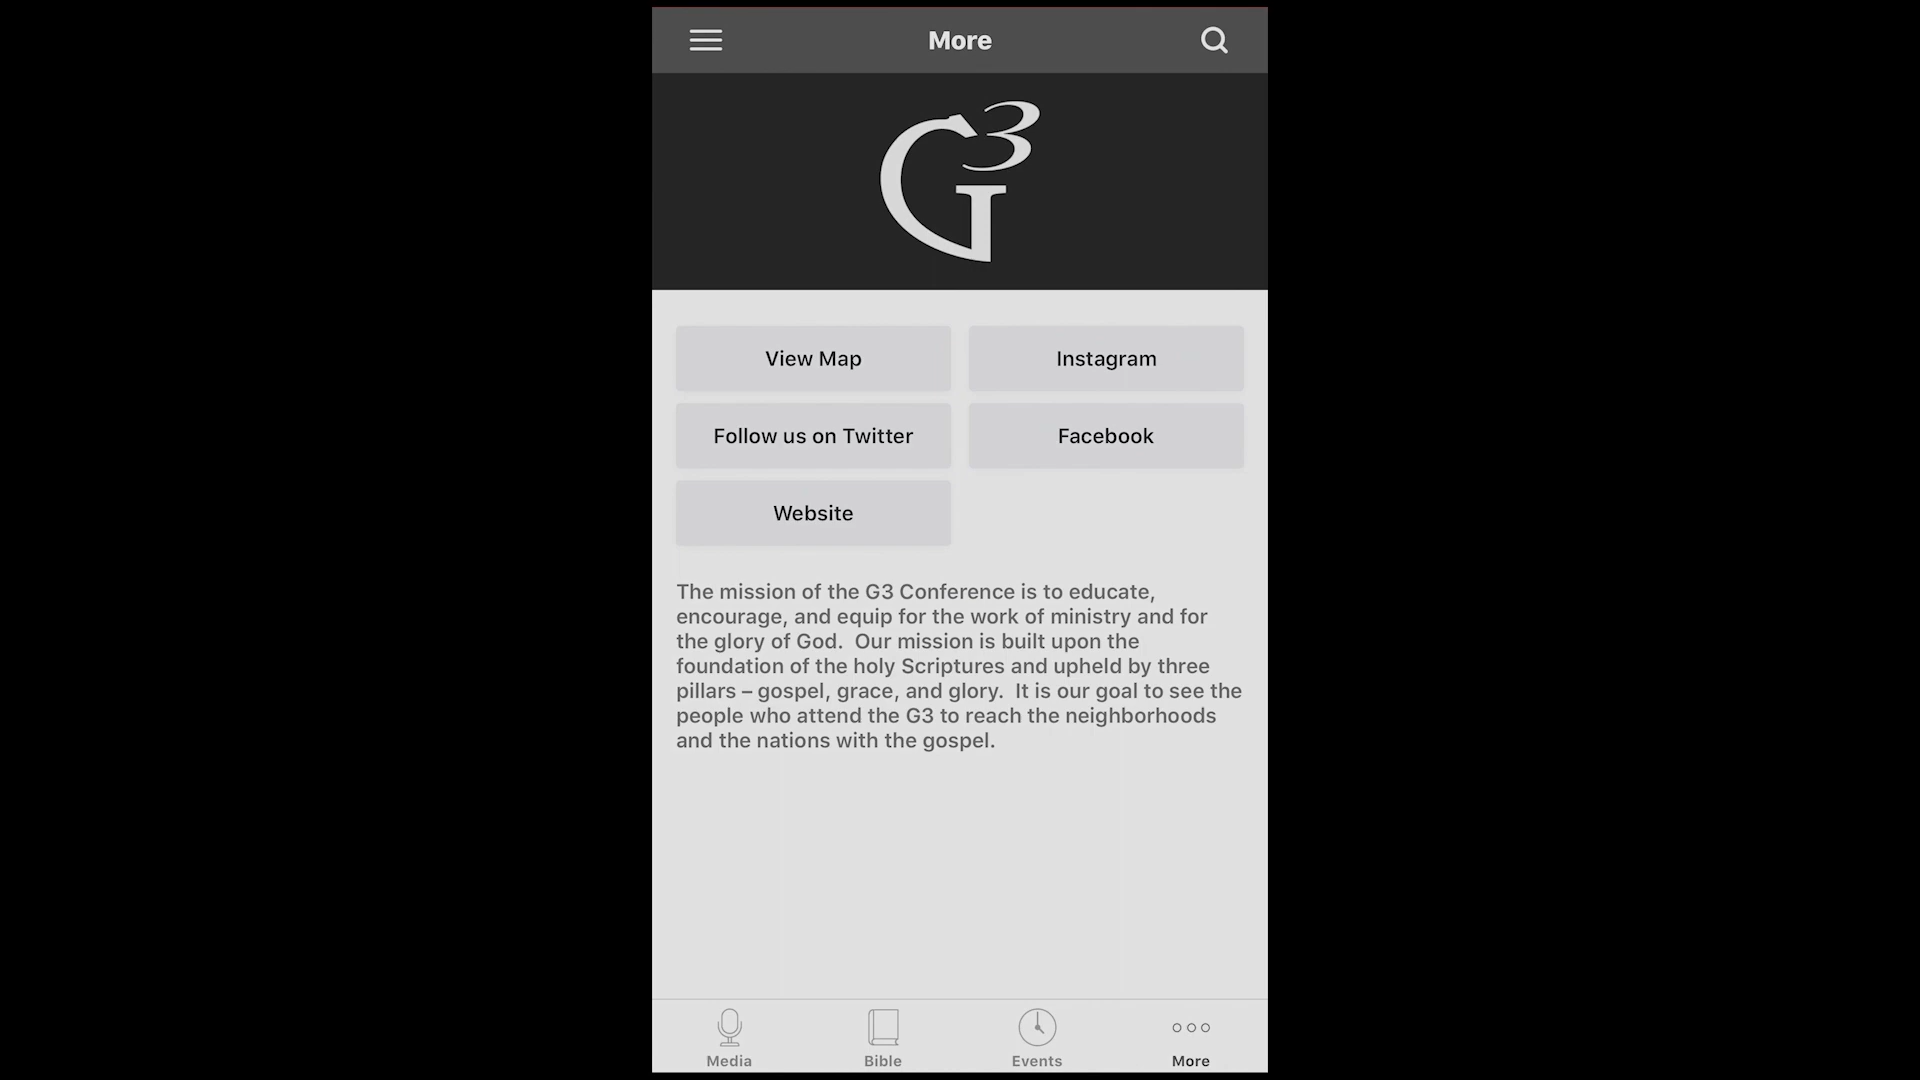 More
G3
View Map
Instagram
Follow us on Twitter
Facebook
Website
The mission of the G3 Conference is to educate,
encourage, and equip for the work of ministry and for
the glory of God.  Our mission is built upon the
foundation of the holy Scriptures and upheld by three
pillars – gospel, grace, and glory.  It is our goal to see the
people who attend the G3 to reach the neighborhoods
and the nations with the gospel.
Media
Bible
Events
More